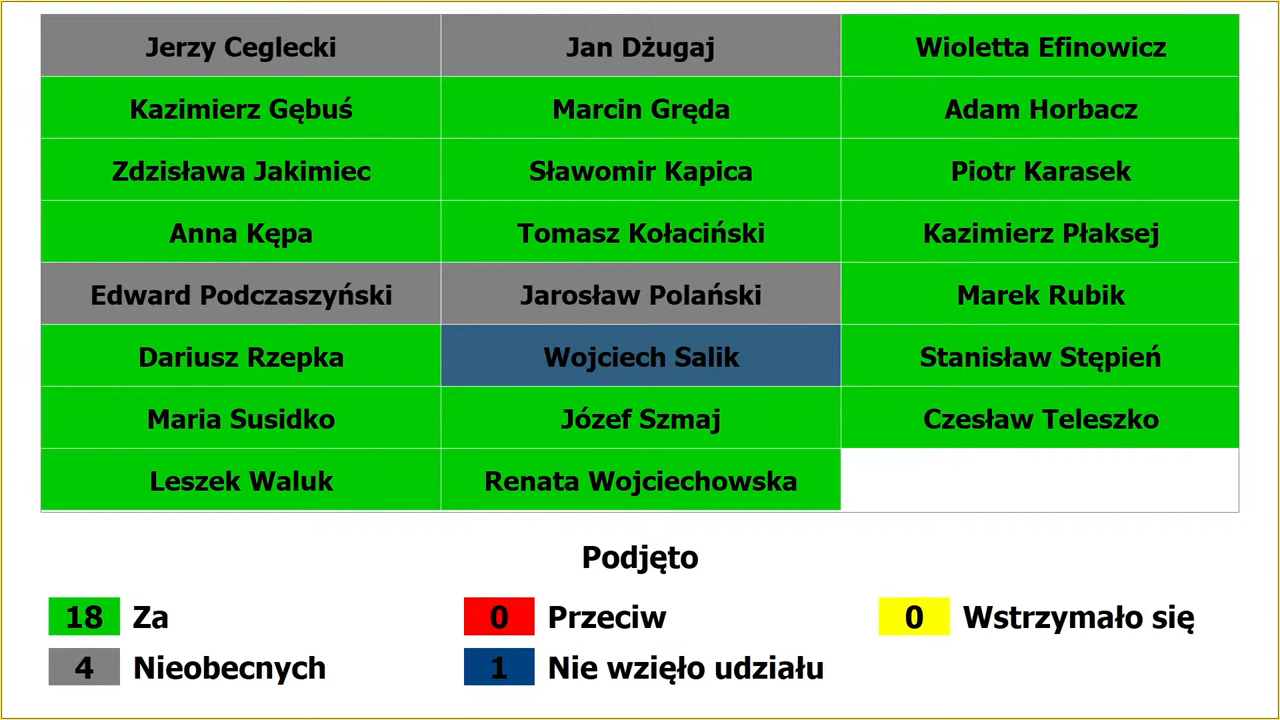 Jerzy Ceglecki Jan Dżugaj Wioletta Efinowicz
Kazimierz Gębuś Marcin Gręda Adam Horbacz
Zdzisława Jakimiec Sławomir Kapica Piotr Karasek
Anna Kępa Tomasz Kołaciński Kazimierz Płaksej
Edward Podczaszyński Jarosław Polański Marek Rubik
Dariusz Rzepka Wojciech Salik Stanisław Stępień
Maria Susidko Józef Szmaj Czesław Teleszko
Leszek Waluk Renata Wojciechowska
Podjęto
18 Za 0 Przeciw 0 Wstrzymało się
4 Nieobecnych 1 Nie wzięło udziału